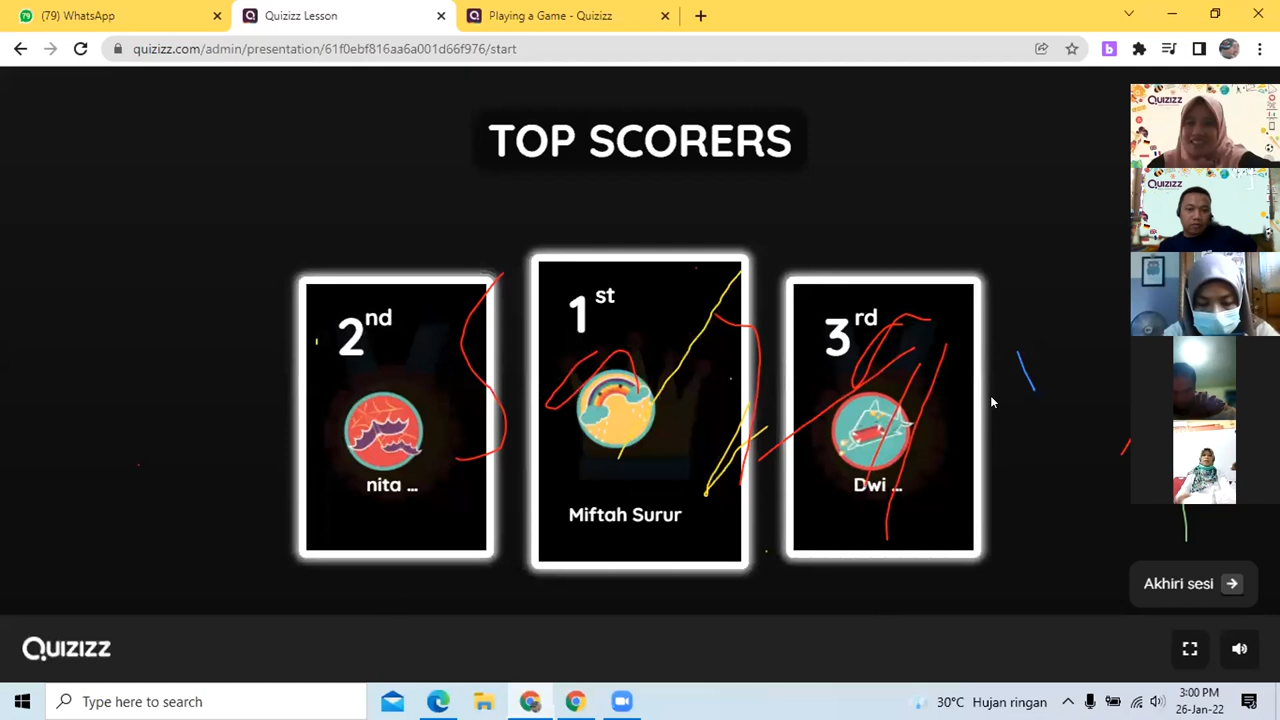 (79) WhatsApp
Quizizz Lesson
Playing a Game - Quizizz
quizizz.com/admin/presentation/61f0ebf816aa6a001d66f976/start
TOP SCORERS
QUIZIZZ
QUIZIZZ
2nd
nita ...
1st
Miftah Surur
3rd
Dwi ...
Akhiri sesi
QUIZIZZ
Type here to search
30°C Hujan ringan
3:00 PM
26-Jan-22